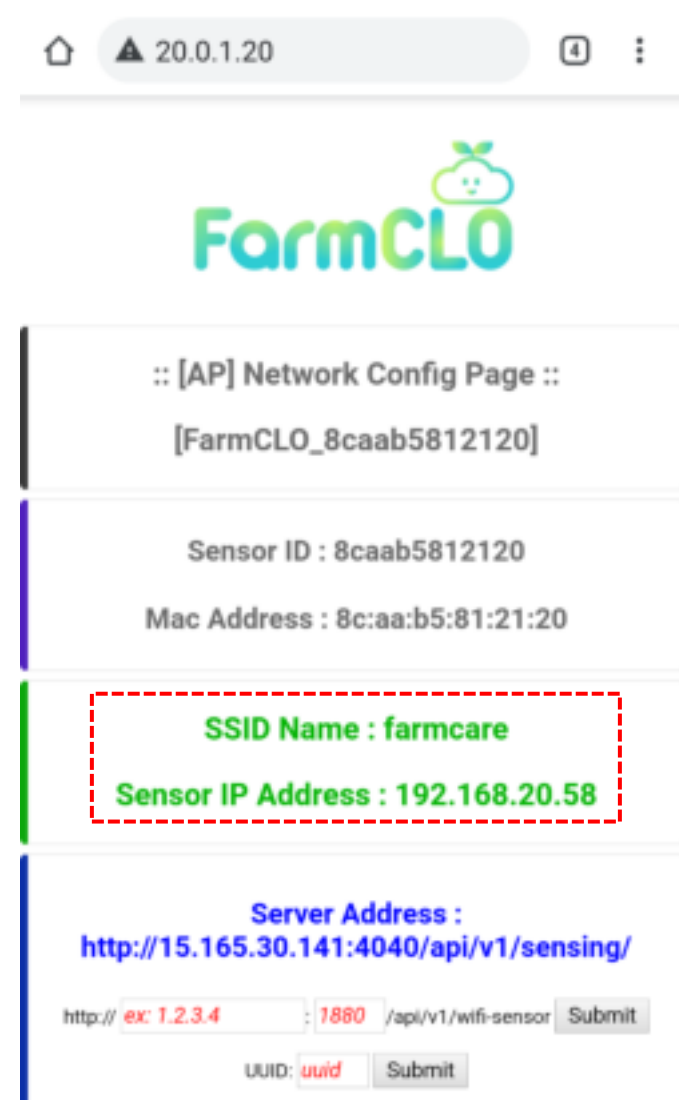 20.0.1.20
4
FarmCLO
:: [AP] Network Config Page ::
[FarmCLO_8caab5812120]
Sensor ID : 8caab5812120
Mac Address : 8c:aa:b5:81:21:20
SSID Name : farmcare
Sensor IP Address : 192.168.20.58
Server Address :
http://15.165.30.141:4040/api/v1/sensing/
http:// ex: 1.2.3.4 : 1880 /api/v1/wifi-sensor Submit
UUID: uuid Submit